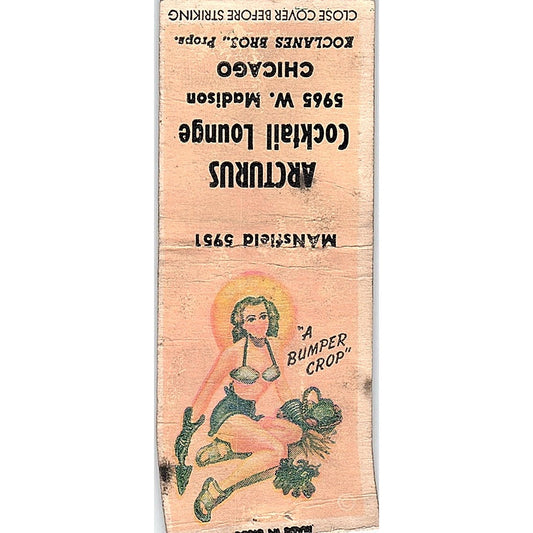 CLOSE COVER BEFORE STRIKING
KOCLANES BROS., Props.
CHICAGO
5965 W. Madison
Cocktail Lounge
ARCTURUS
MANsfield 5951
"A
BUMPER
CROP"